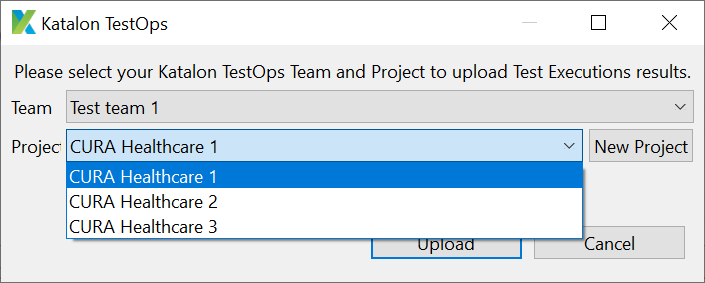 Katalon TestOps
Please select your Katalon TestOps Team and Project to upload Test Executions results.
Team Test team 1
Project CURA Healthcare 1 New Project
CURA Healthcare 1
CURA Healthcare 2
CURA Healthcare 3
Upload Cancel